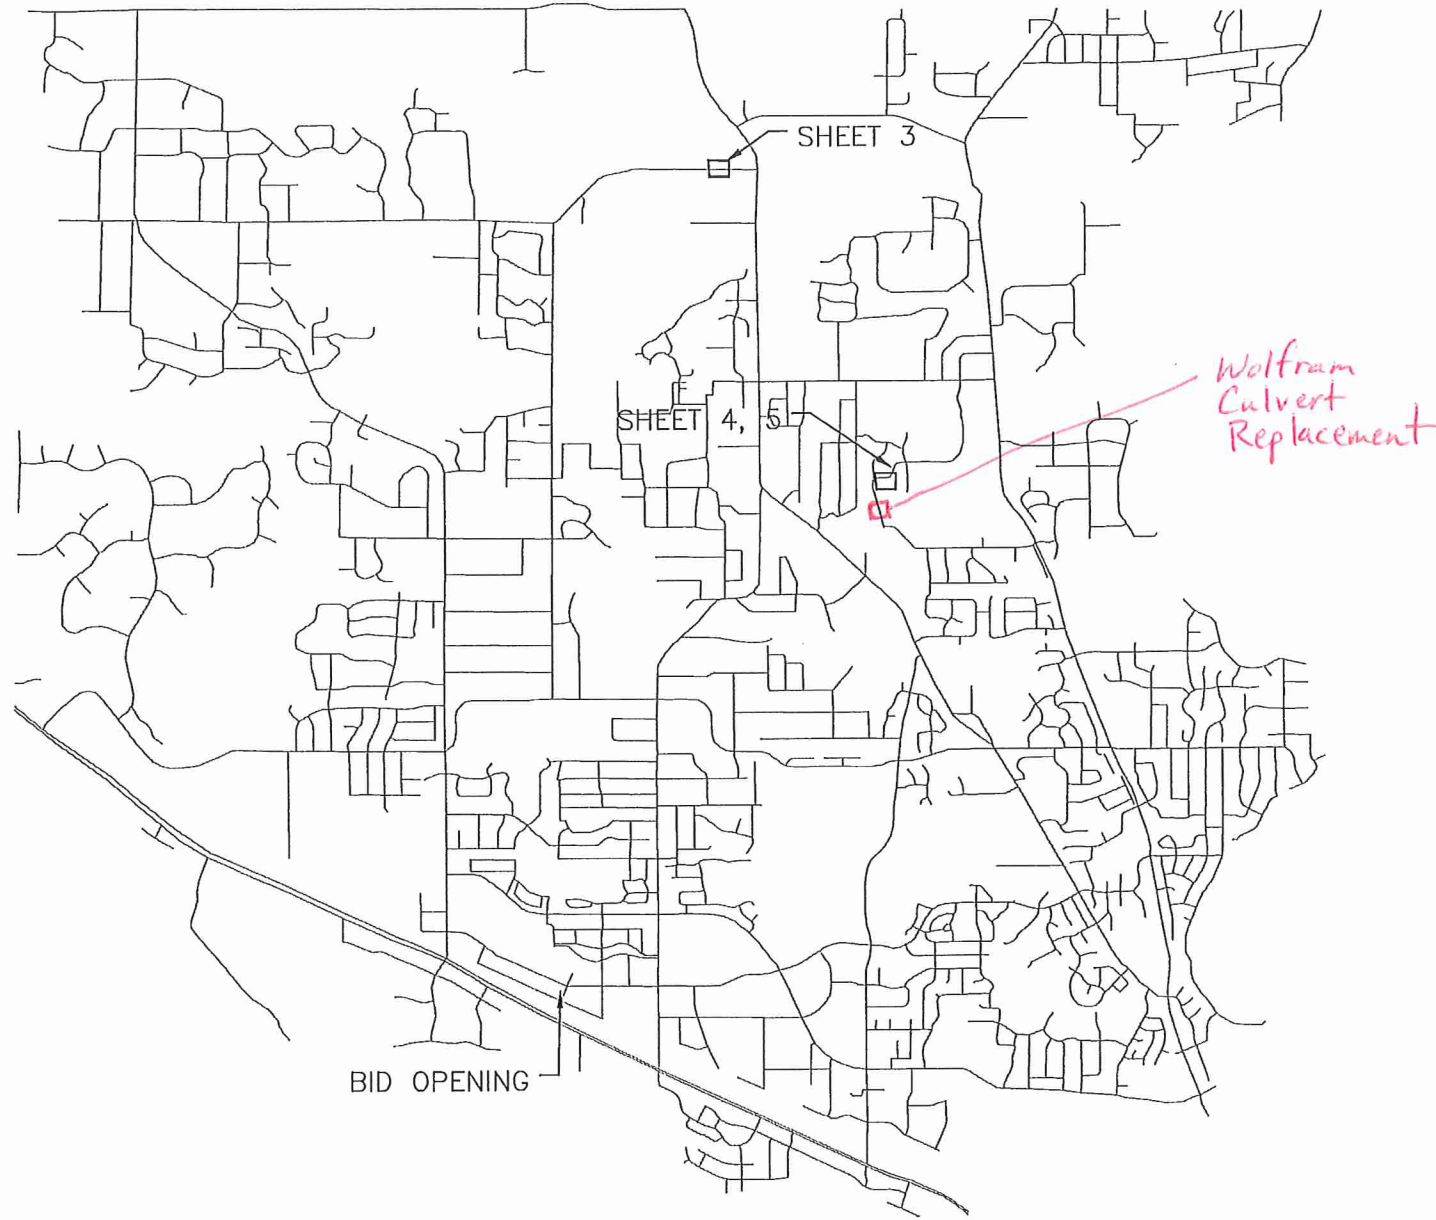 SHEET 3
Wolfram
Culvert
Replacement
SHEET 4, 5
BID OPENING